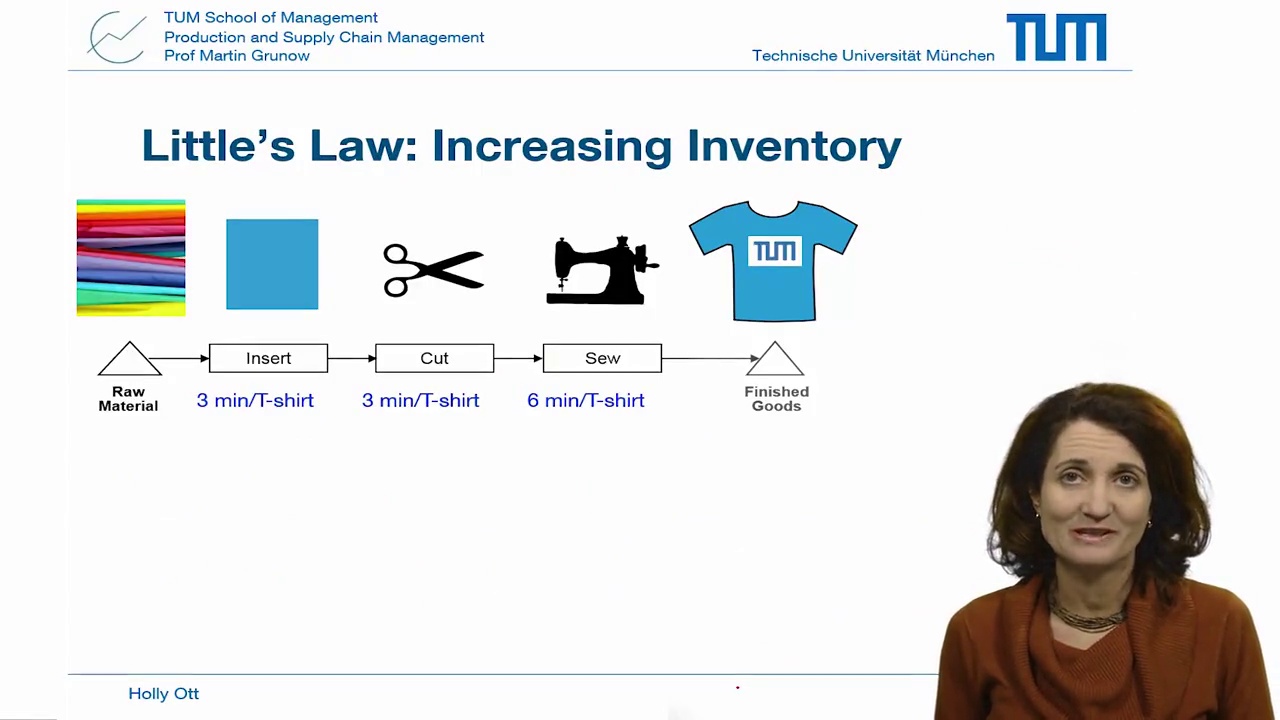 TUM School of Management
Production and Supply Chain Management
Prof Martin Grunow
Technische Universität München
TUM
Little's Law: Increasing Inventory
TUM
Insert
Cut
Sew
Raw
Material
3 min/T-shirt
3 min/T-shirt
6 min/T-shirt
Finished
Goods
Holly Ott